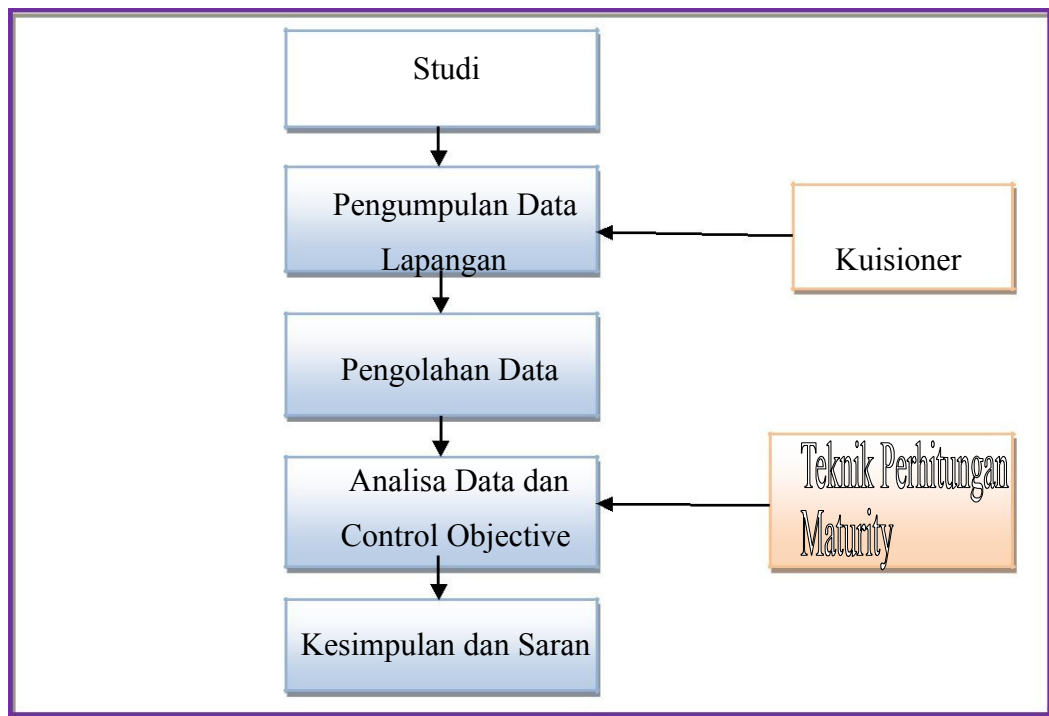 Studi
Pengumpulan Data
Lapangan
Kuisioner
Pengolahan Data
Analisa Data dan
Control Objective
Teknik Perhitungan
Maturity
Kesimpulan dan Saran